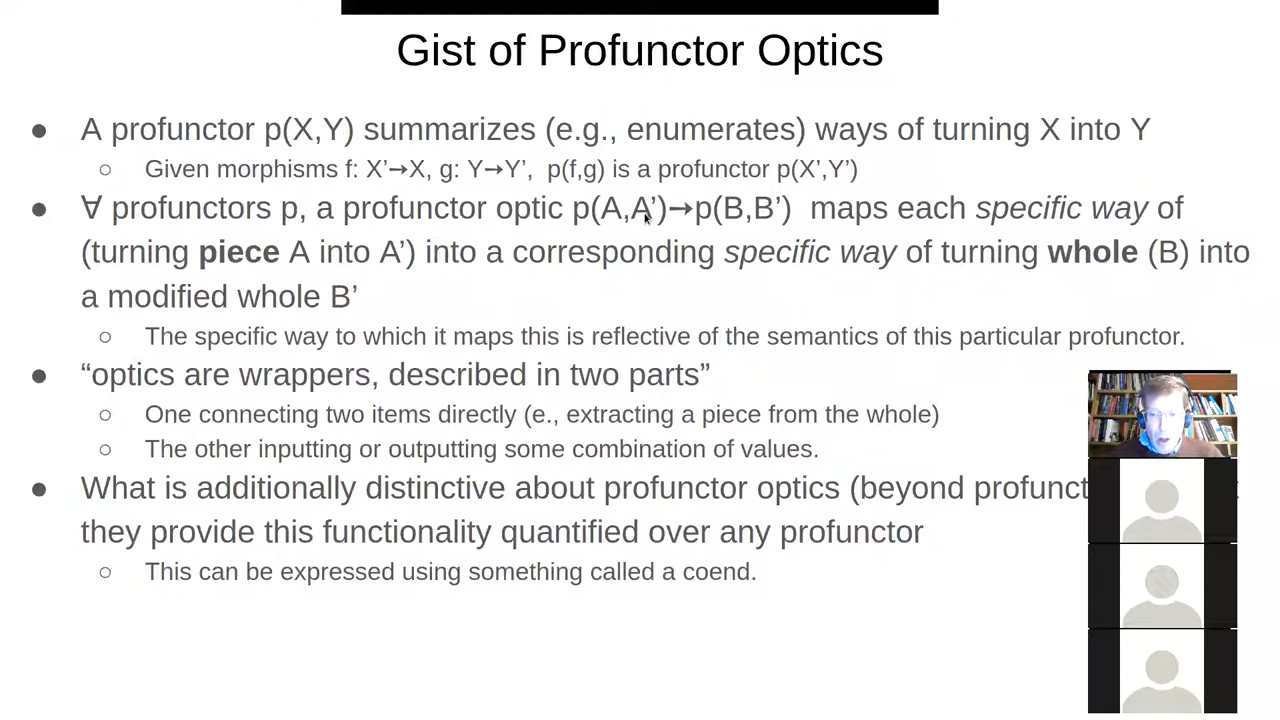 Gist of Profunctor Optics
● A profunctor p(X,Y) summarizes (e.g., enumerates) ways of turning X into Y
○ Given morphisms f: X’➞X, g: Y➞Y’, p(f,g) is a profunctor p(X’,Y’)
● ∀ profunctors p, a profunctor optic p(A,A’)➞p(B,B’) maps each specific way of
(turning piece A into A’) into a corresponding specific way of turning whole (B) into
a modified whole B’
○ The specific way to which it maps this is reflective of the semantics of this particular profunctor.
● “optics are wrappers, described in two parts”
○ One connecting two items directly (e., extracting a piece from the whole)
○ The other inputting or outputting some combination of values.
● What is additionally distinctive about profunctor optics (beyond
they provide this functionality quantified over any profunctor
○ This can be expressed using something called a coend.